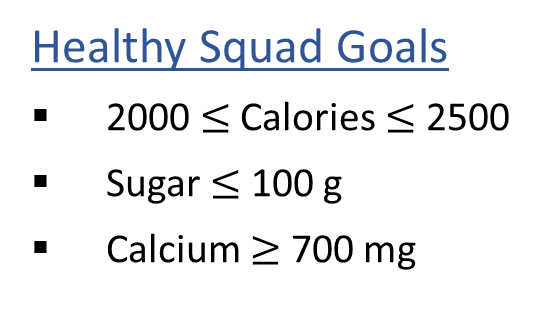 Healthy Squad Goals
▪ 2000 ≤ Calories ≤ 2500
▪ Sugar ≤ 100 g
▪ Calcium ≥ 700 mg